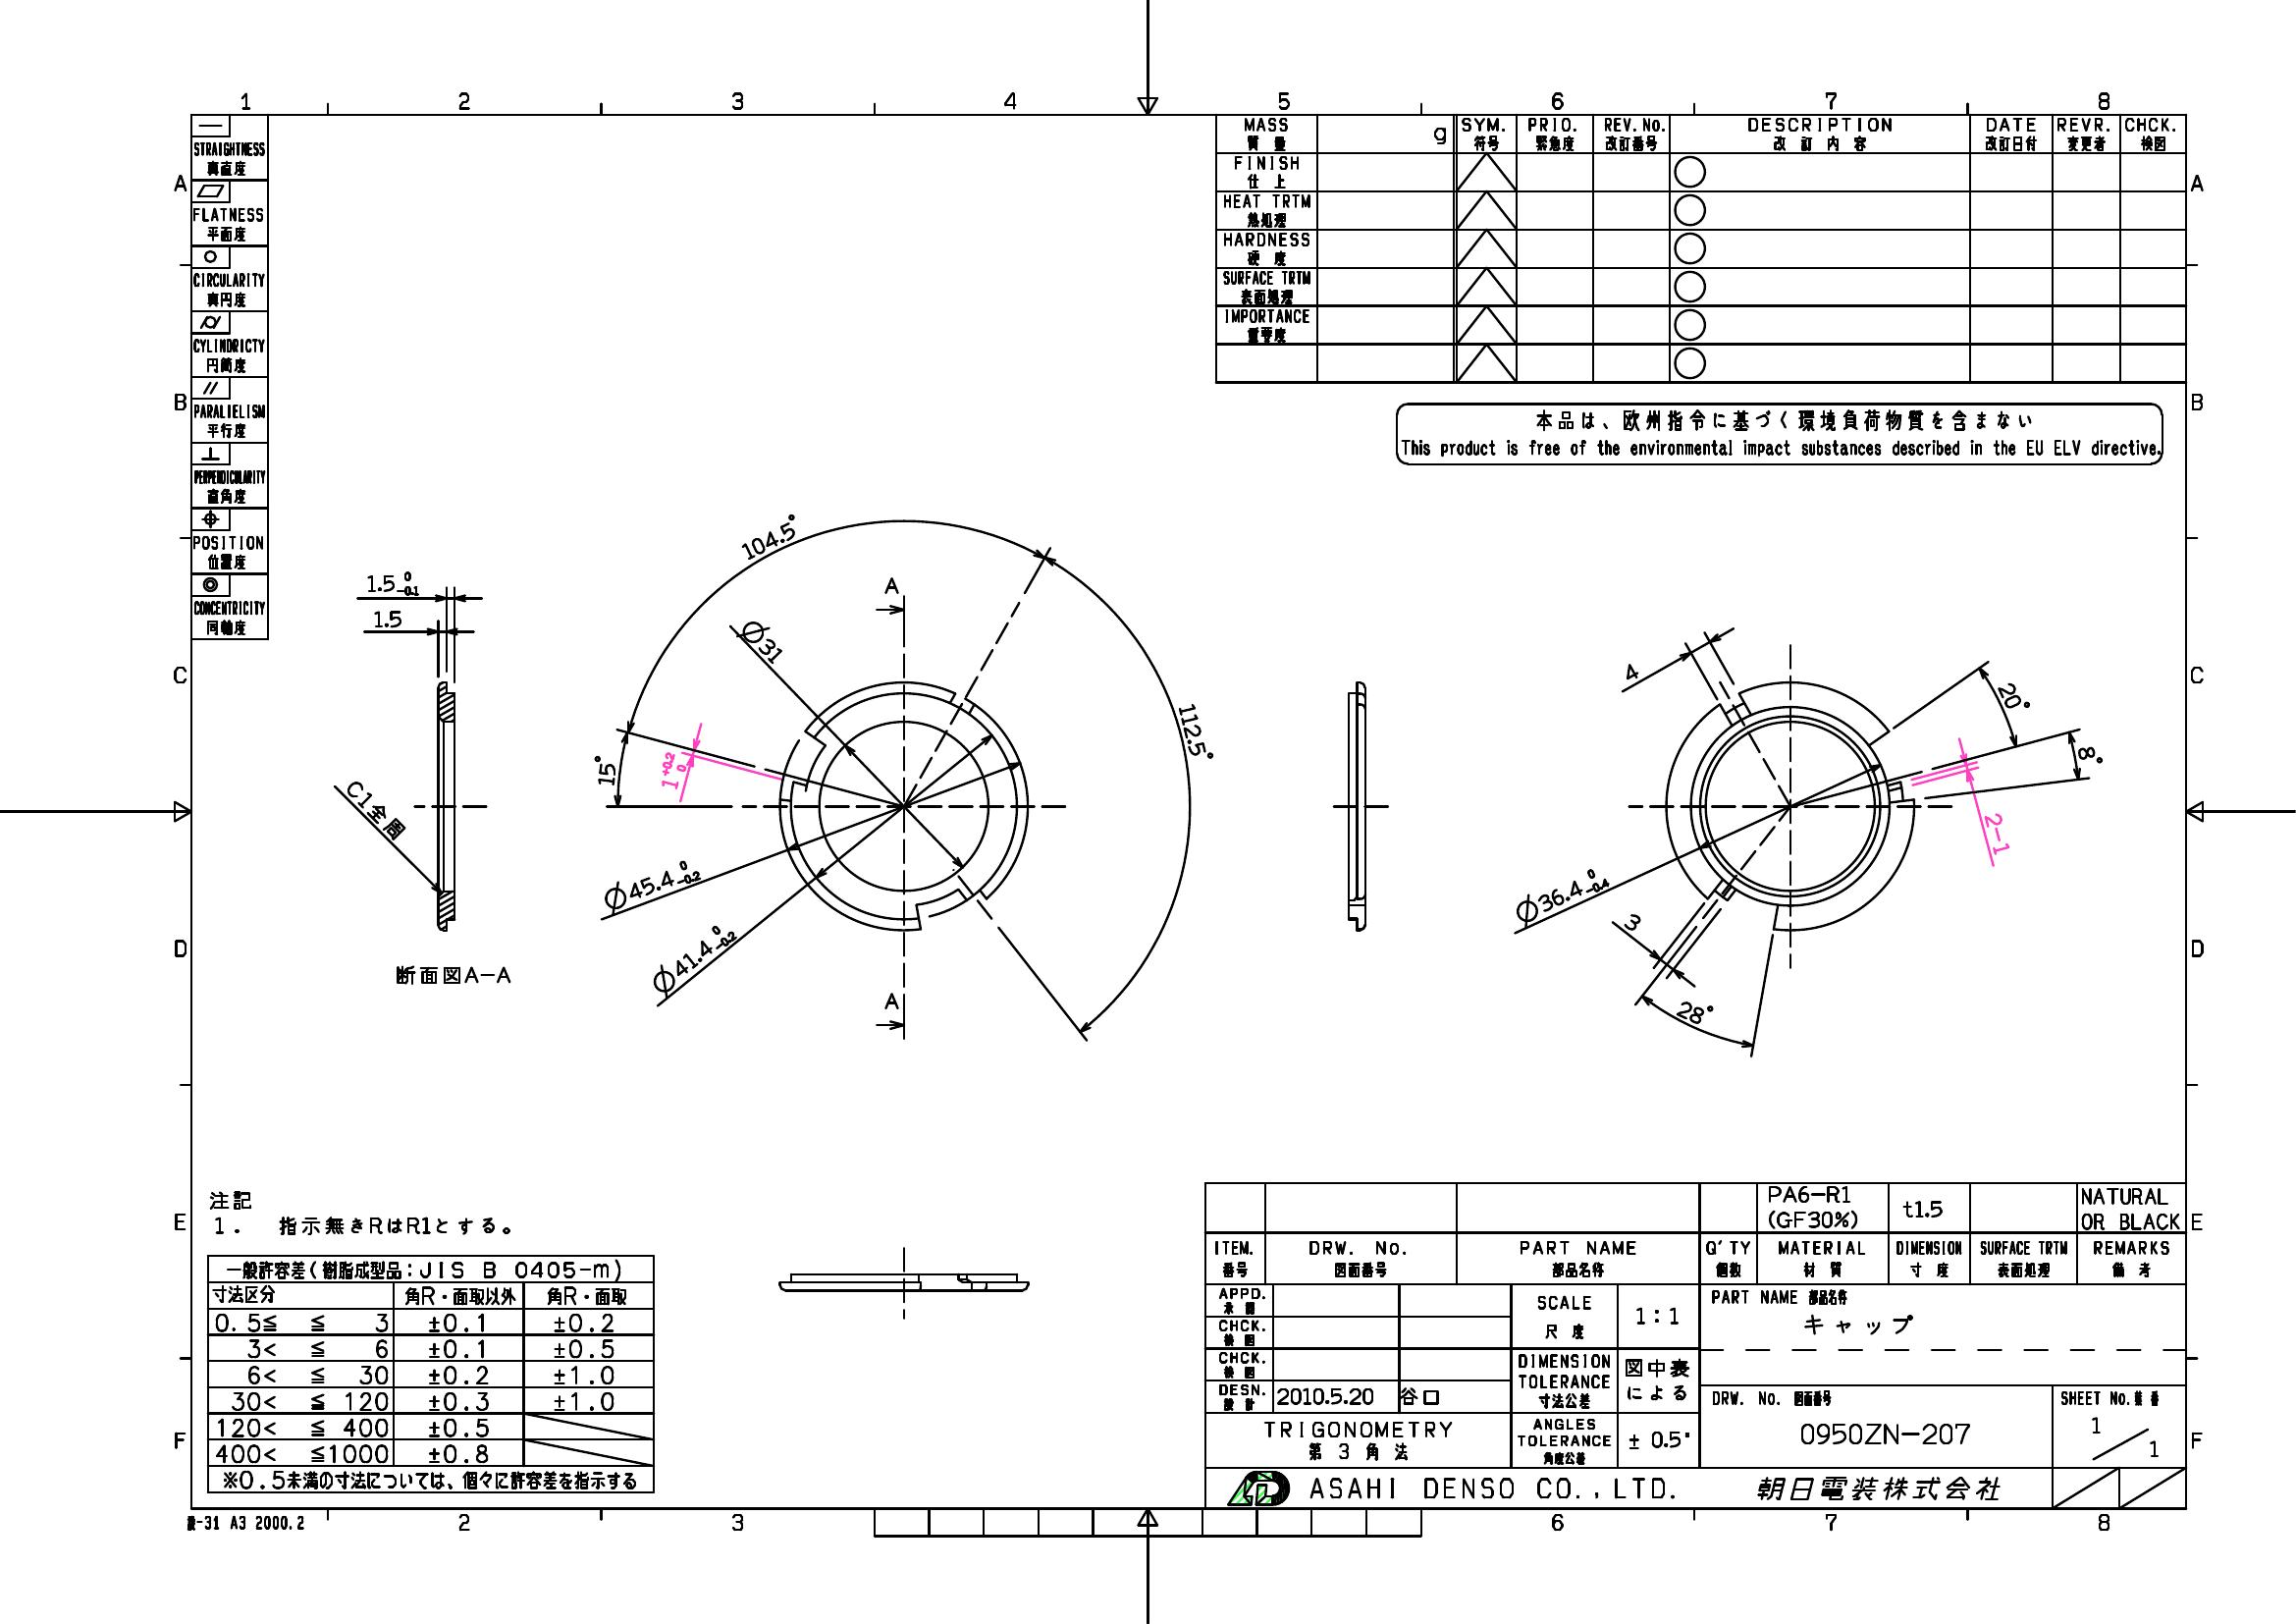 1 2 3 4 5 6 7 8
A B C D E F
STRAIGHTNESS
真直度
FLATNESS
平面度
CIRCULARITY
真円度
CYLINDRICTY
円筒度
PARALIELISM
平行度
PERPENDICULARITY
直角度
POSITION
位置度
CONCENTRICITY
同軸度
MASS
質量
g
SYM.
符号
PRIO.
緊急度
REV.No.
改訂番号
DESCRIPTION
改訂内容
DATE
改訂日付
REVR.
変更者
CHCK.
検図
FINISH
仕上
HEAT TRTM
熱処理
HARDNESS
硬度
SURFACE TRTM
表面処理
IMPORTANCE
重要度
本品は、欧州指令に基づく環境負荷物質を含まない
This product is free of the environmental impact substances described in the EU ELV directive.
1.5 0 -0.1
1.5
C1全周
断面図A-A
104.5°
112.5°
15°
1 +0.2 0
Ø31
Ø45.4 0 -0.2
Ø41.4 0 -0.2
A
A
4
20°
8°
2-1
Ø36.4 0 -0.4
3
28°
注記
1. 指示無きRはR1とする。
一般許容差(樹脂成型品:JIS B 0405-m)
寸法区分 角R・面取以外 角R・面取
0.5≦ ≦ 3 ±0.1 ±0.2
3< ≦ 6 ±0.1 ±0.5
6< ≦ 30 ±0.2 ±1.0
30< ≦ 120 ±0.3 ±1.0
120< ≦ 400 ±0.5
400< ≦1000 ±0.8
※0.5未満の寸法については、個々に許容差を指示する
-31 A3 2000.2
PA6-R1
(GF30%)
t1.5
NATURAL
OR BLACK
ITEM.
番号
DRW. No.
図面番号
PART NAME
部品名称
Q'TY
個数
MATERIAL
材質
DIMENSION
寸度
SURFACE TRTM
表面処理
REMARKS
備考
APPD.
承認
CHCK.
検図
CHCK.
検図
DESN.
設計
2010.5.20 谷口
SCALE
尺度
1:1
DIMENSION
TOLERANCE
寸法公差
図中表
による
TRIGONOMETRY
第3角法
ANGLES
TOLERANCE
角度公差
± 0.5°
PART NAME 部品名称
キャップ
DRW. No. 図面番号
0950ZN-207
SHEET No.葉番
1/1
ASAHI DENSO CO.,LTD. 朝日電装株式会社
2 3 6 7 8